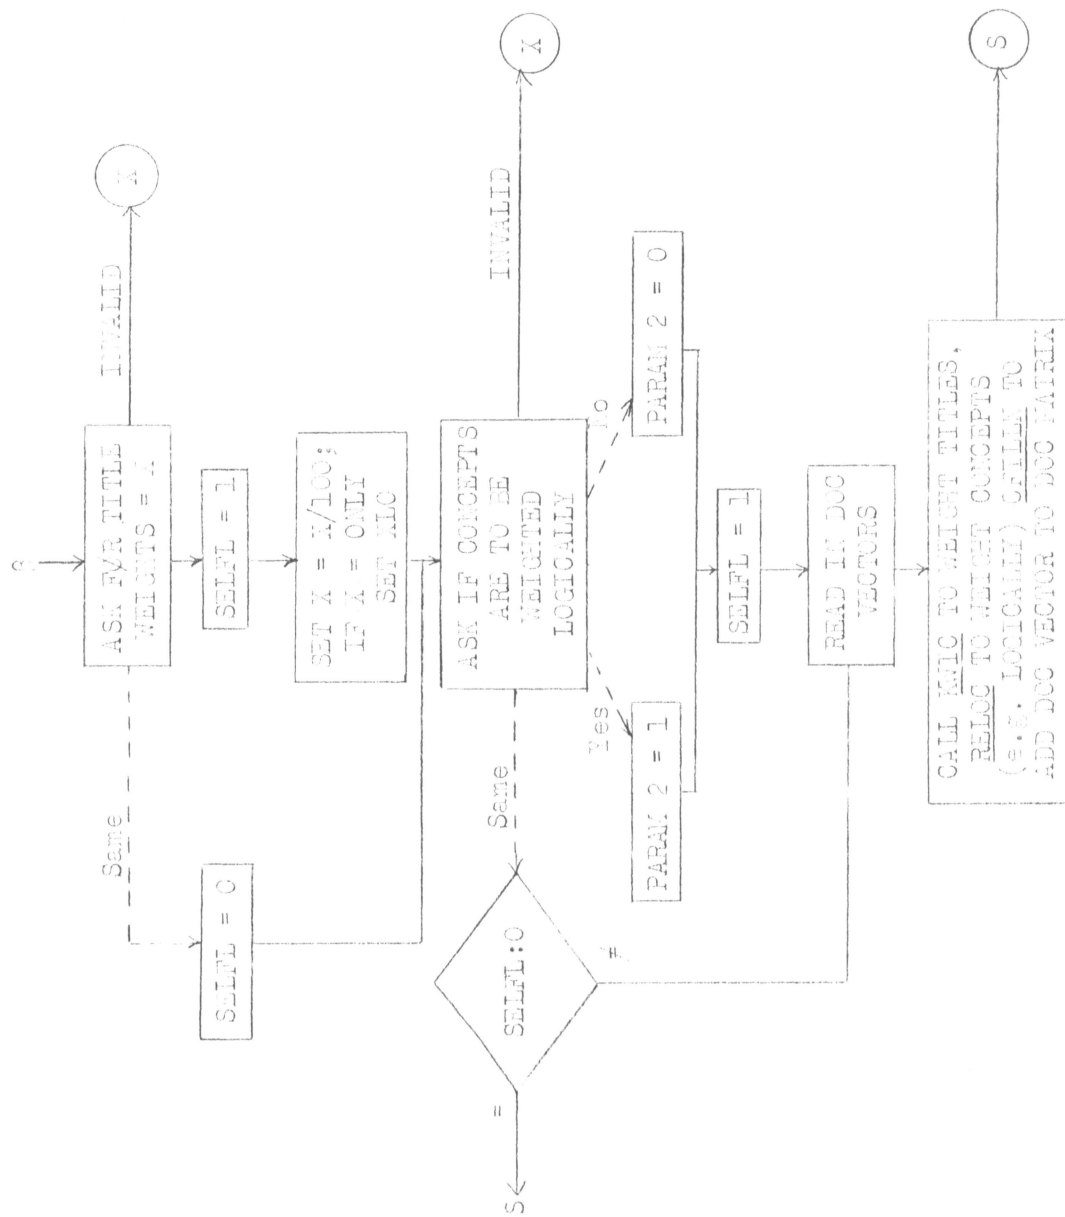 S
ASK FOR TITLE
WEIGHTS = X
INVALID
X
Same
SELFL = 1
SELFL = 0
SET X = X/100;
IF X = ONLY
SET XLC
ASK IF CONCEPTS
ARE TO BE
WEIGHTED
LOGICALLY
INVALID
X
Same
Yes
No
SELFL:0
=
S
≠
PARAM 2 = 1
PARAM 2 = 0
SELFL = 1
READ IN DOC
VECTORS
CALL KWIC TO WEIGHT TITLES,
RELOC TO WEIGHT CONCEPTS
(e.g. LOGICALLY) CFILLN TO
ADD DOC VECTOR TO DOC MATRIX
S